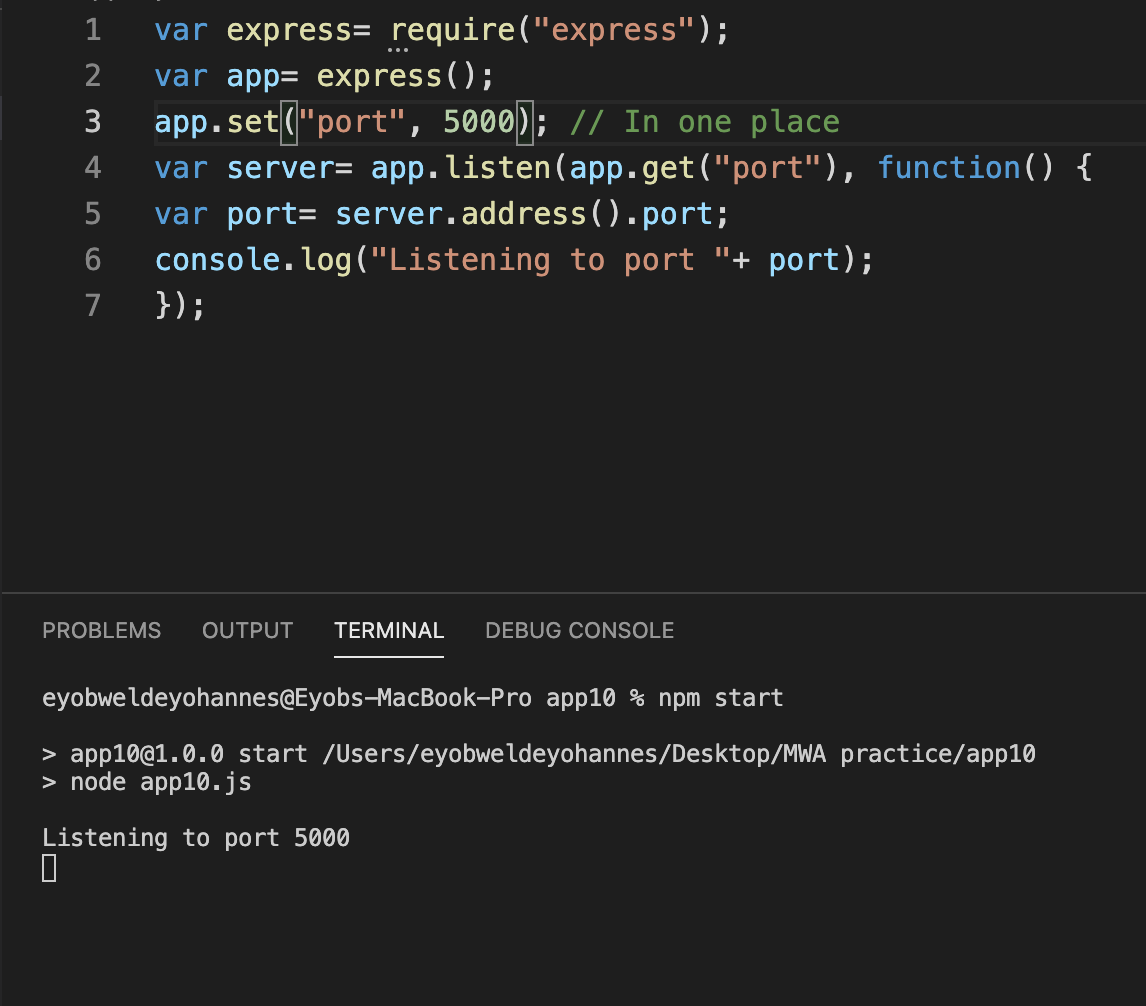 1 var express= require("express");
2 var app= express();
3 app.set("port", 5000); // In one place
4 var server= app.listen(app.get("port"), function() {
5 var port= server.address().port;
6 console.log("Listening to port "+ port);
7 });
PROBLEMS OUTPUT TERMINAL DEBUG CONSOLE
eyobweldeyohannes@Eyobs-MacBook-Pro app10 % npm start
> app10@1.0.0 start /Users/eyobweldeyohannes/Desktop/MWA practice/app10
> node app10.js
Listening to port 5000